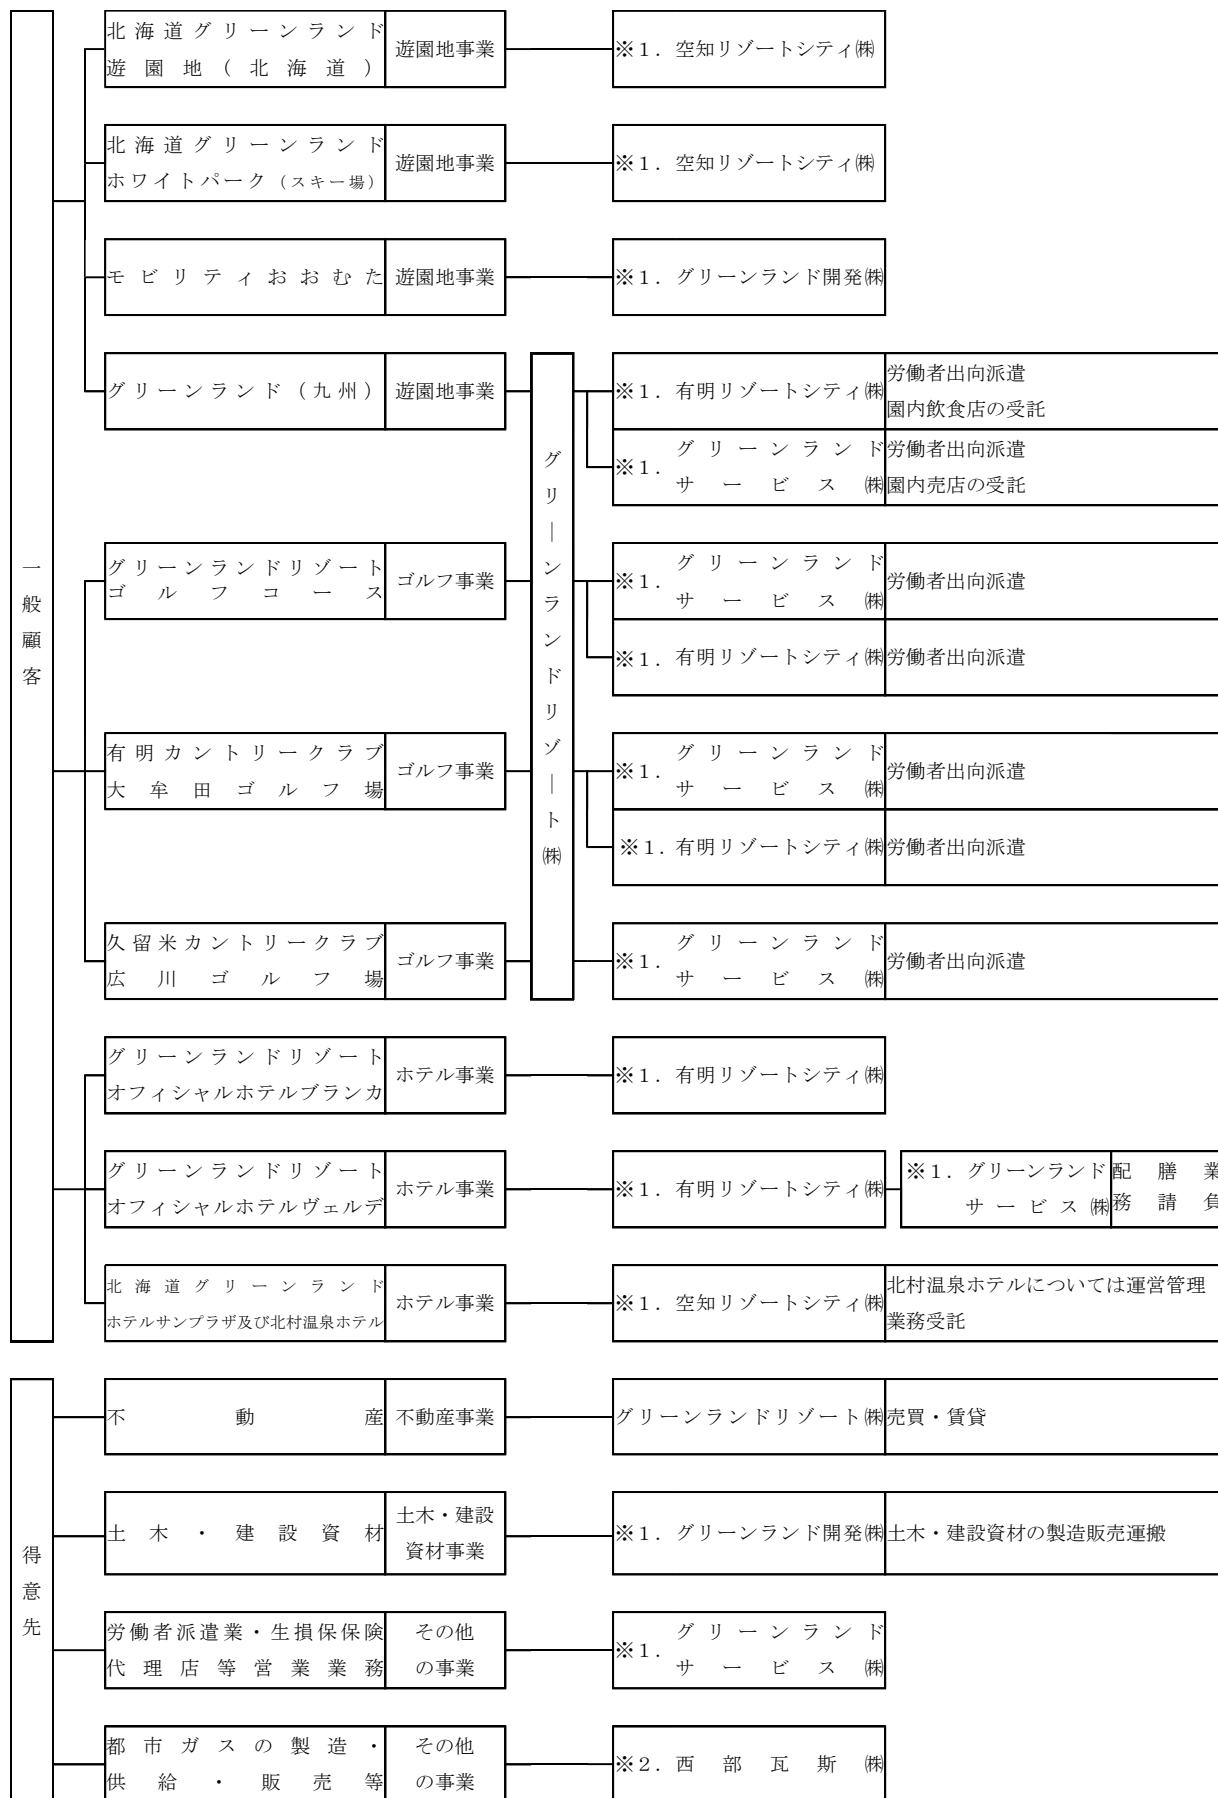 一般顧客
北海道グリーンランド
遊園地(北海道)
遊園地事業
※1.空知リゾートシティ㈱
北海道グリーンランド
ホワイトパーク(スキー場)
遊園地事業
※1.空知リゾートシティ㈱
モビリティおおむた
遊園地事業
※1.グリーンランド開発㈱
グリーンランド(九州)
遊園地事業
グリーンランドリゾート㈱
※1.有明リゾートシティ㈱
労働者出向派遣
園内飲食店の受託
※1.グリーンランド
サービス㈱
労働者出向派遣
園内売店の受託
グリーンランドリゾート
ゴルフコース
ゴルフ事業
※1.グリーンランド
サービス㈱
労働者出向派遣
※1.有明リゾートシティ㈱
労働者出向派遣
有明カントリークラブ
大牟田ゴルフ場
ゴルフ事業
※1.グリーンランド
サービス㈱
労働者出向派遣
※1.有明リゾートシティ㈱
労働者出向派遣
久留米カントリークラブ
広川ゴルフ場
ゴルフ事業
※1.グリーンランド
サービス㈱
労働者出向派遣
グリーンランドリゾート
オフィシャルホテルブランカ
ホテル事業
※1.有明リゾートシティ㈱
グリーンランドリゾート
オフィシャルホテルヴェルデ
ホテル事業
※1.有明リゾートシティ㈱
※1.グリーンランド
サービス㈱
配膳業
務請負
北海道グリーンランド
ホテルサンプラザ及び北村温泉ホテル
ホテル事業
※1.空知リゾートシティ㈱
北村温泉ホテルについては運営管理
業務受託
得意先
不動産
不動産事業
グリーンランドリゾート㈱
売買・賃貸
土木・建設資材
土木・建設
資材事業
※1.グリーンランド開発㈱
土木・建設資材の製造販売運搬
労働者派遣業・生損保保険
代理店等営業業務
その他
の事業
※1.グリーンランド
サービス㈱
都市ガスの製造・
供給・販売等
その他
の事業
※2.西部瓦斯㈱